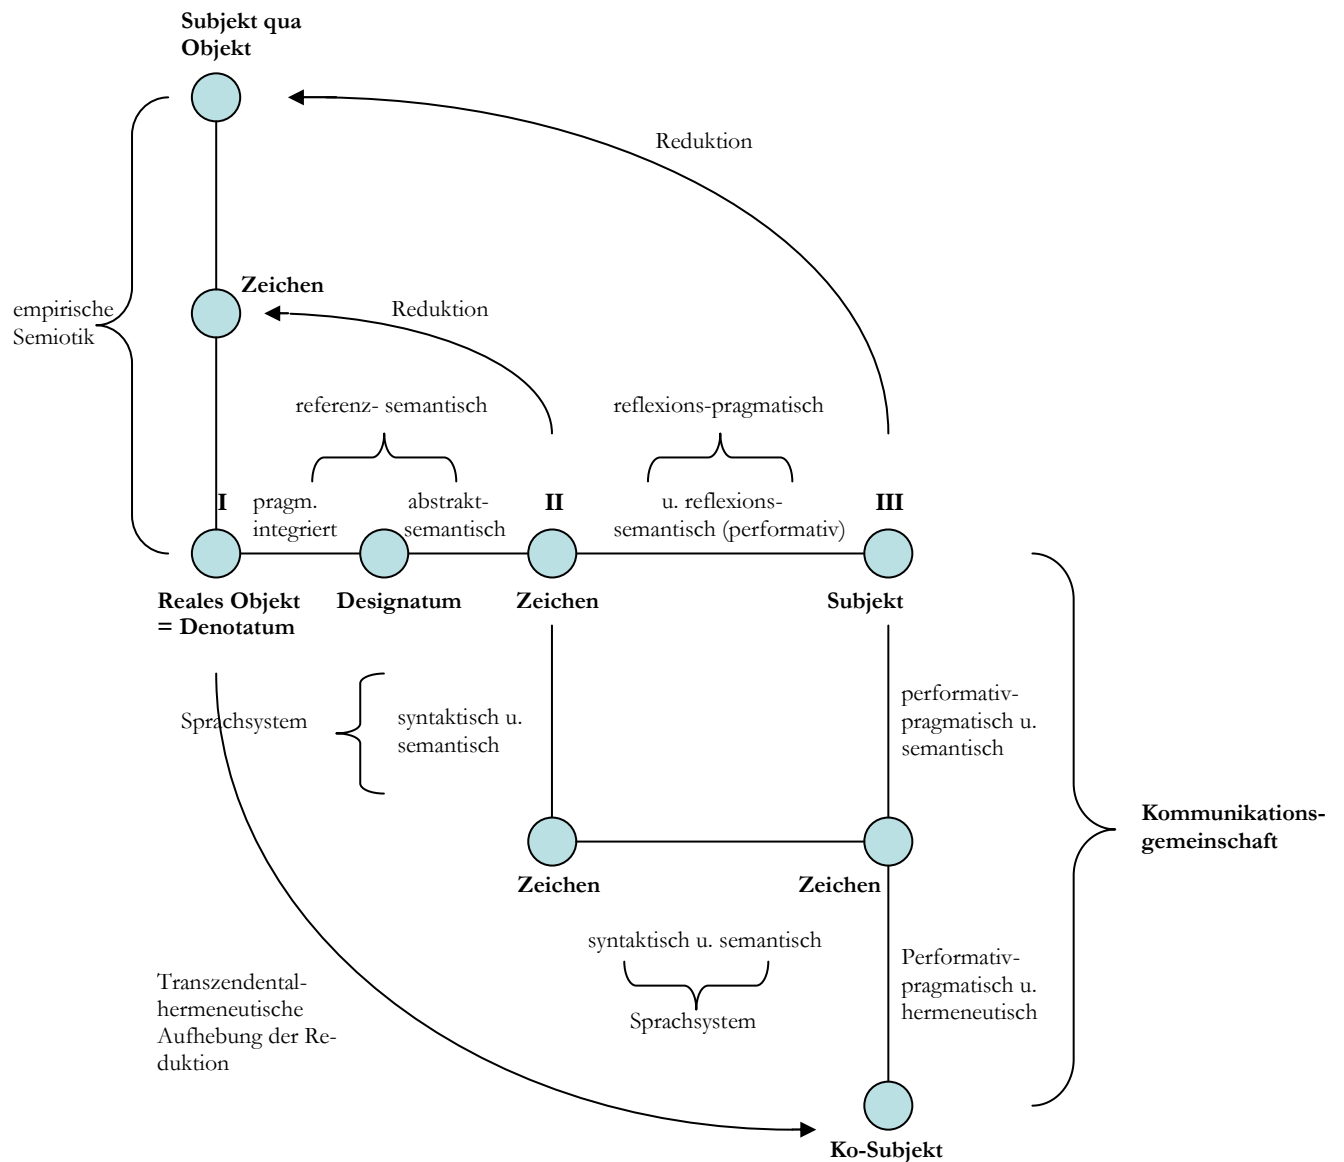 Subjekt qua
Objekt
Reduktion
Zeichen
Reduktion
empirische
Semiotik
referenz- semantisch
reflexions-pragmatisch
I
pragm.
integriert
abstrakt-
semantisch
II
u. reflexions-
semantisch (performativ)
III
Reales Objekt
= Denotatum
Designatum
Zeichen
Subjekt
Sprachsystem
syntaktisch u.
semantisch
performativ-
pragmatisch u.
semantisch
Kommunikations-
gemeinschaft
Zeichen
Zeichen
syntaktisch u. semantisch
Sprachsystem
Performativ-
pragmatisch u.
hermeneutisch
Transzendental-
hermeneutische
Aufhebung der Re-
duktion
Ko-Subjekt